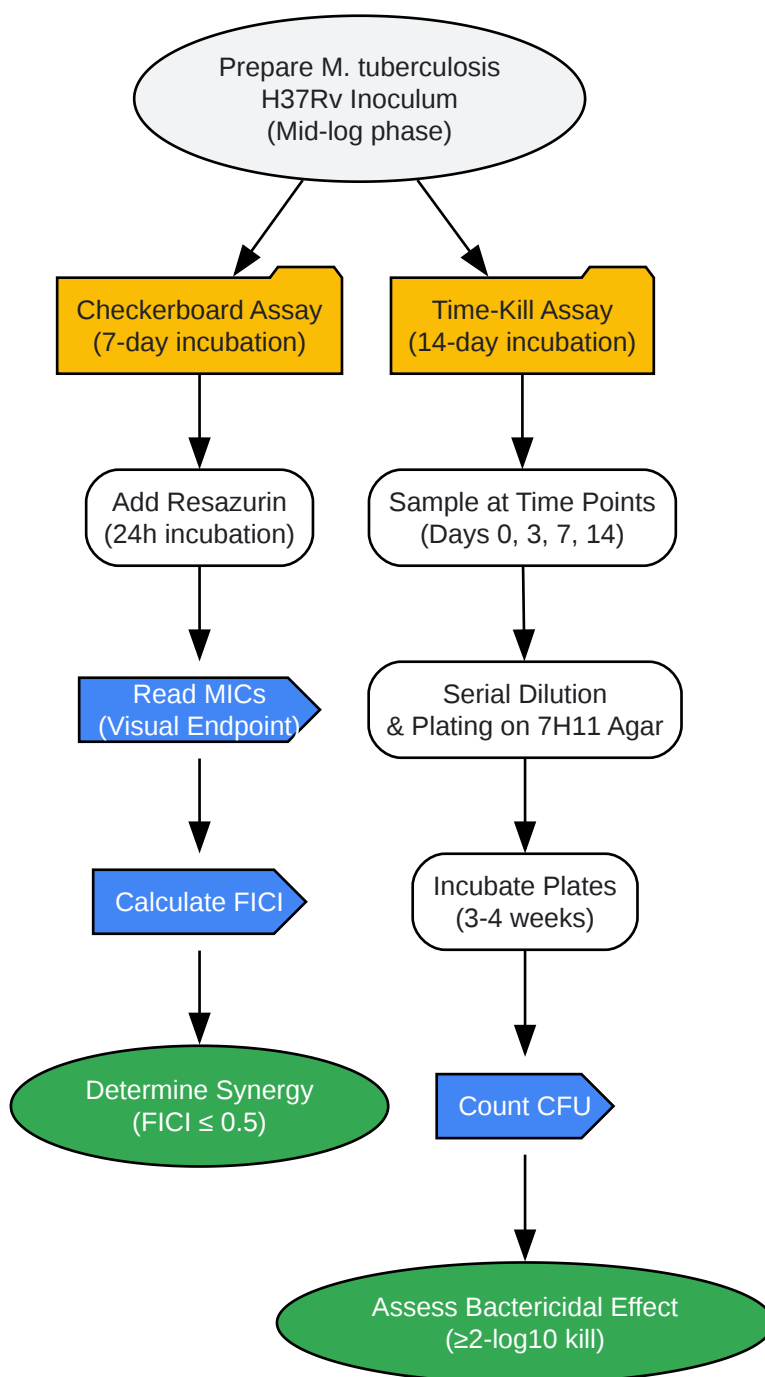 Prepare M. tuberculosis
H37Rv Inoculum
(Mid-log phase)
Checkerboard Assay
(7-day incubation)
Time-Kill Assay
(14-day incubation)
Add Resazurin
(24h incubation)
Sample at Time Points
(Days 0, 3, 7, 14)
Read MICs
(Visual Endpoint)
Serial Dilution
& Plating on 7H11 Agar
Calculate FICI
Incubate Plates
(3-4 weeks)
Determine Synergy
(FICI ≤ 0.5)
Count CFU
Assess Bactericidal Effect
(≥2-log10 kill)